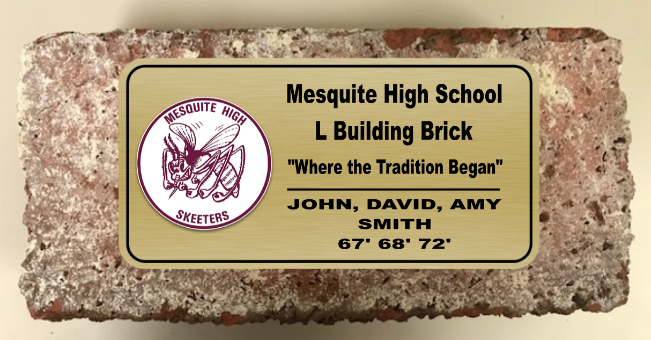 MESQUITE HIGH
SKEETERS
Mesquite High School
L Building Brick
"Where the Tradition Began"
JOHN, DAVID, AMY
SMITH
67' 68' 72'